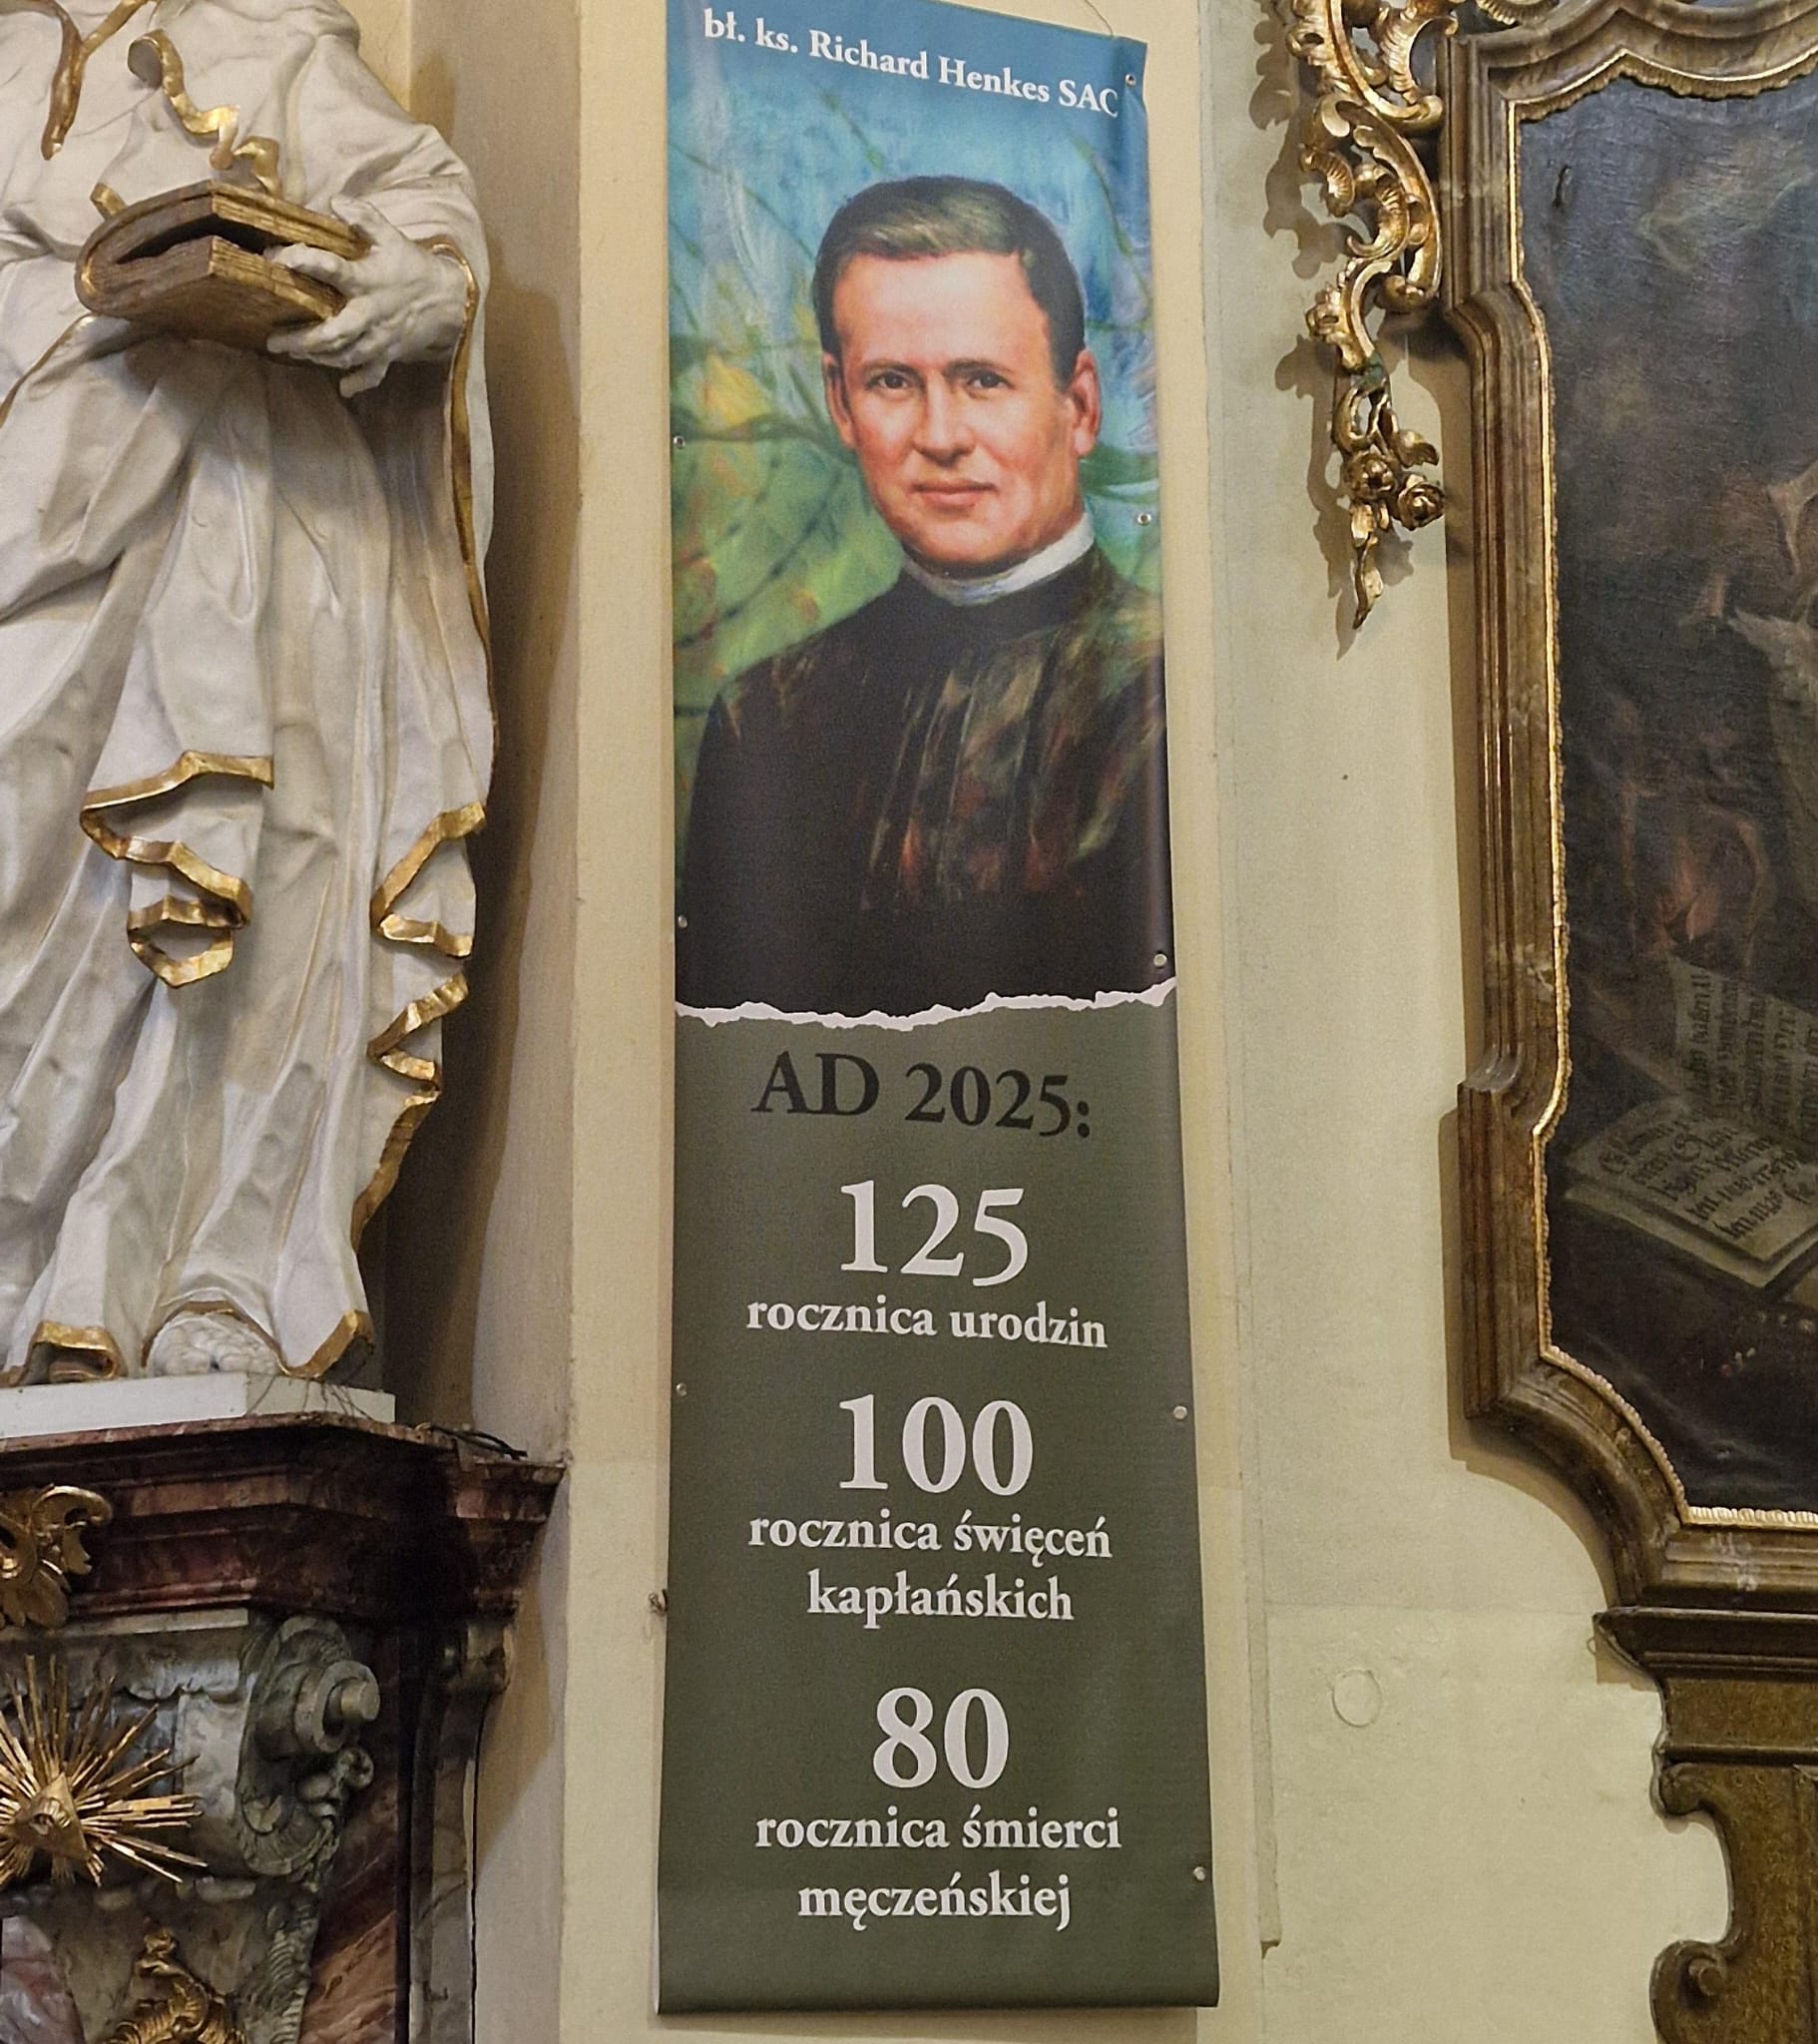 bł. ks. Richard Henkes SAC
AD 2025:
125
rocznica urodzin
100
rocznica święceń
kapłańskich
80
rocznica śmierci
męczeńskiej